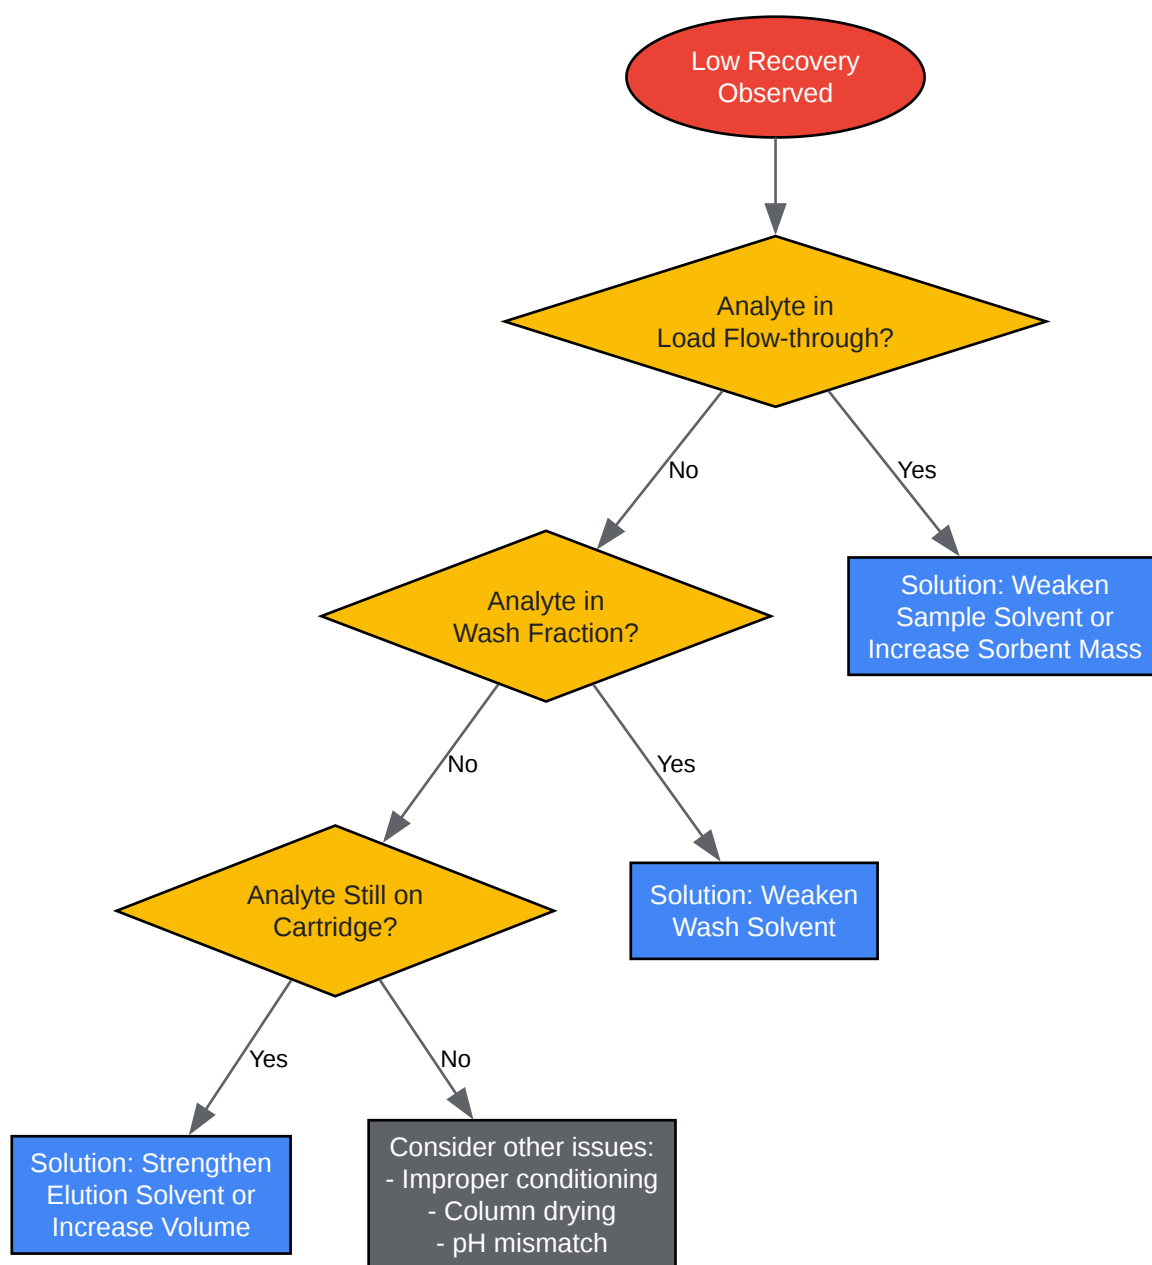 Low Recovery
Observed
Analyte in
Load Flow-through?
No
Yes
Analyte in
Wash Fraction?
Solution: Weaken
Sample Solvent or
Increase Sorbent Mass
No
Yes
Analyte Still on
Cartridge?
Solution: Weaken
Wash Solvent
Yes
No
Solution: Strengthen
Elution Solvent or
Increase Volume
Consider other issues:
- Improper conditioning
- Column drying
- pH mismatch